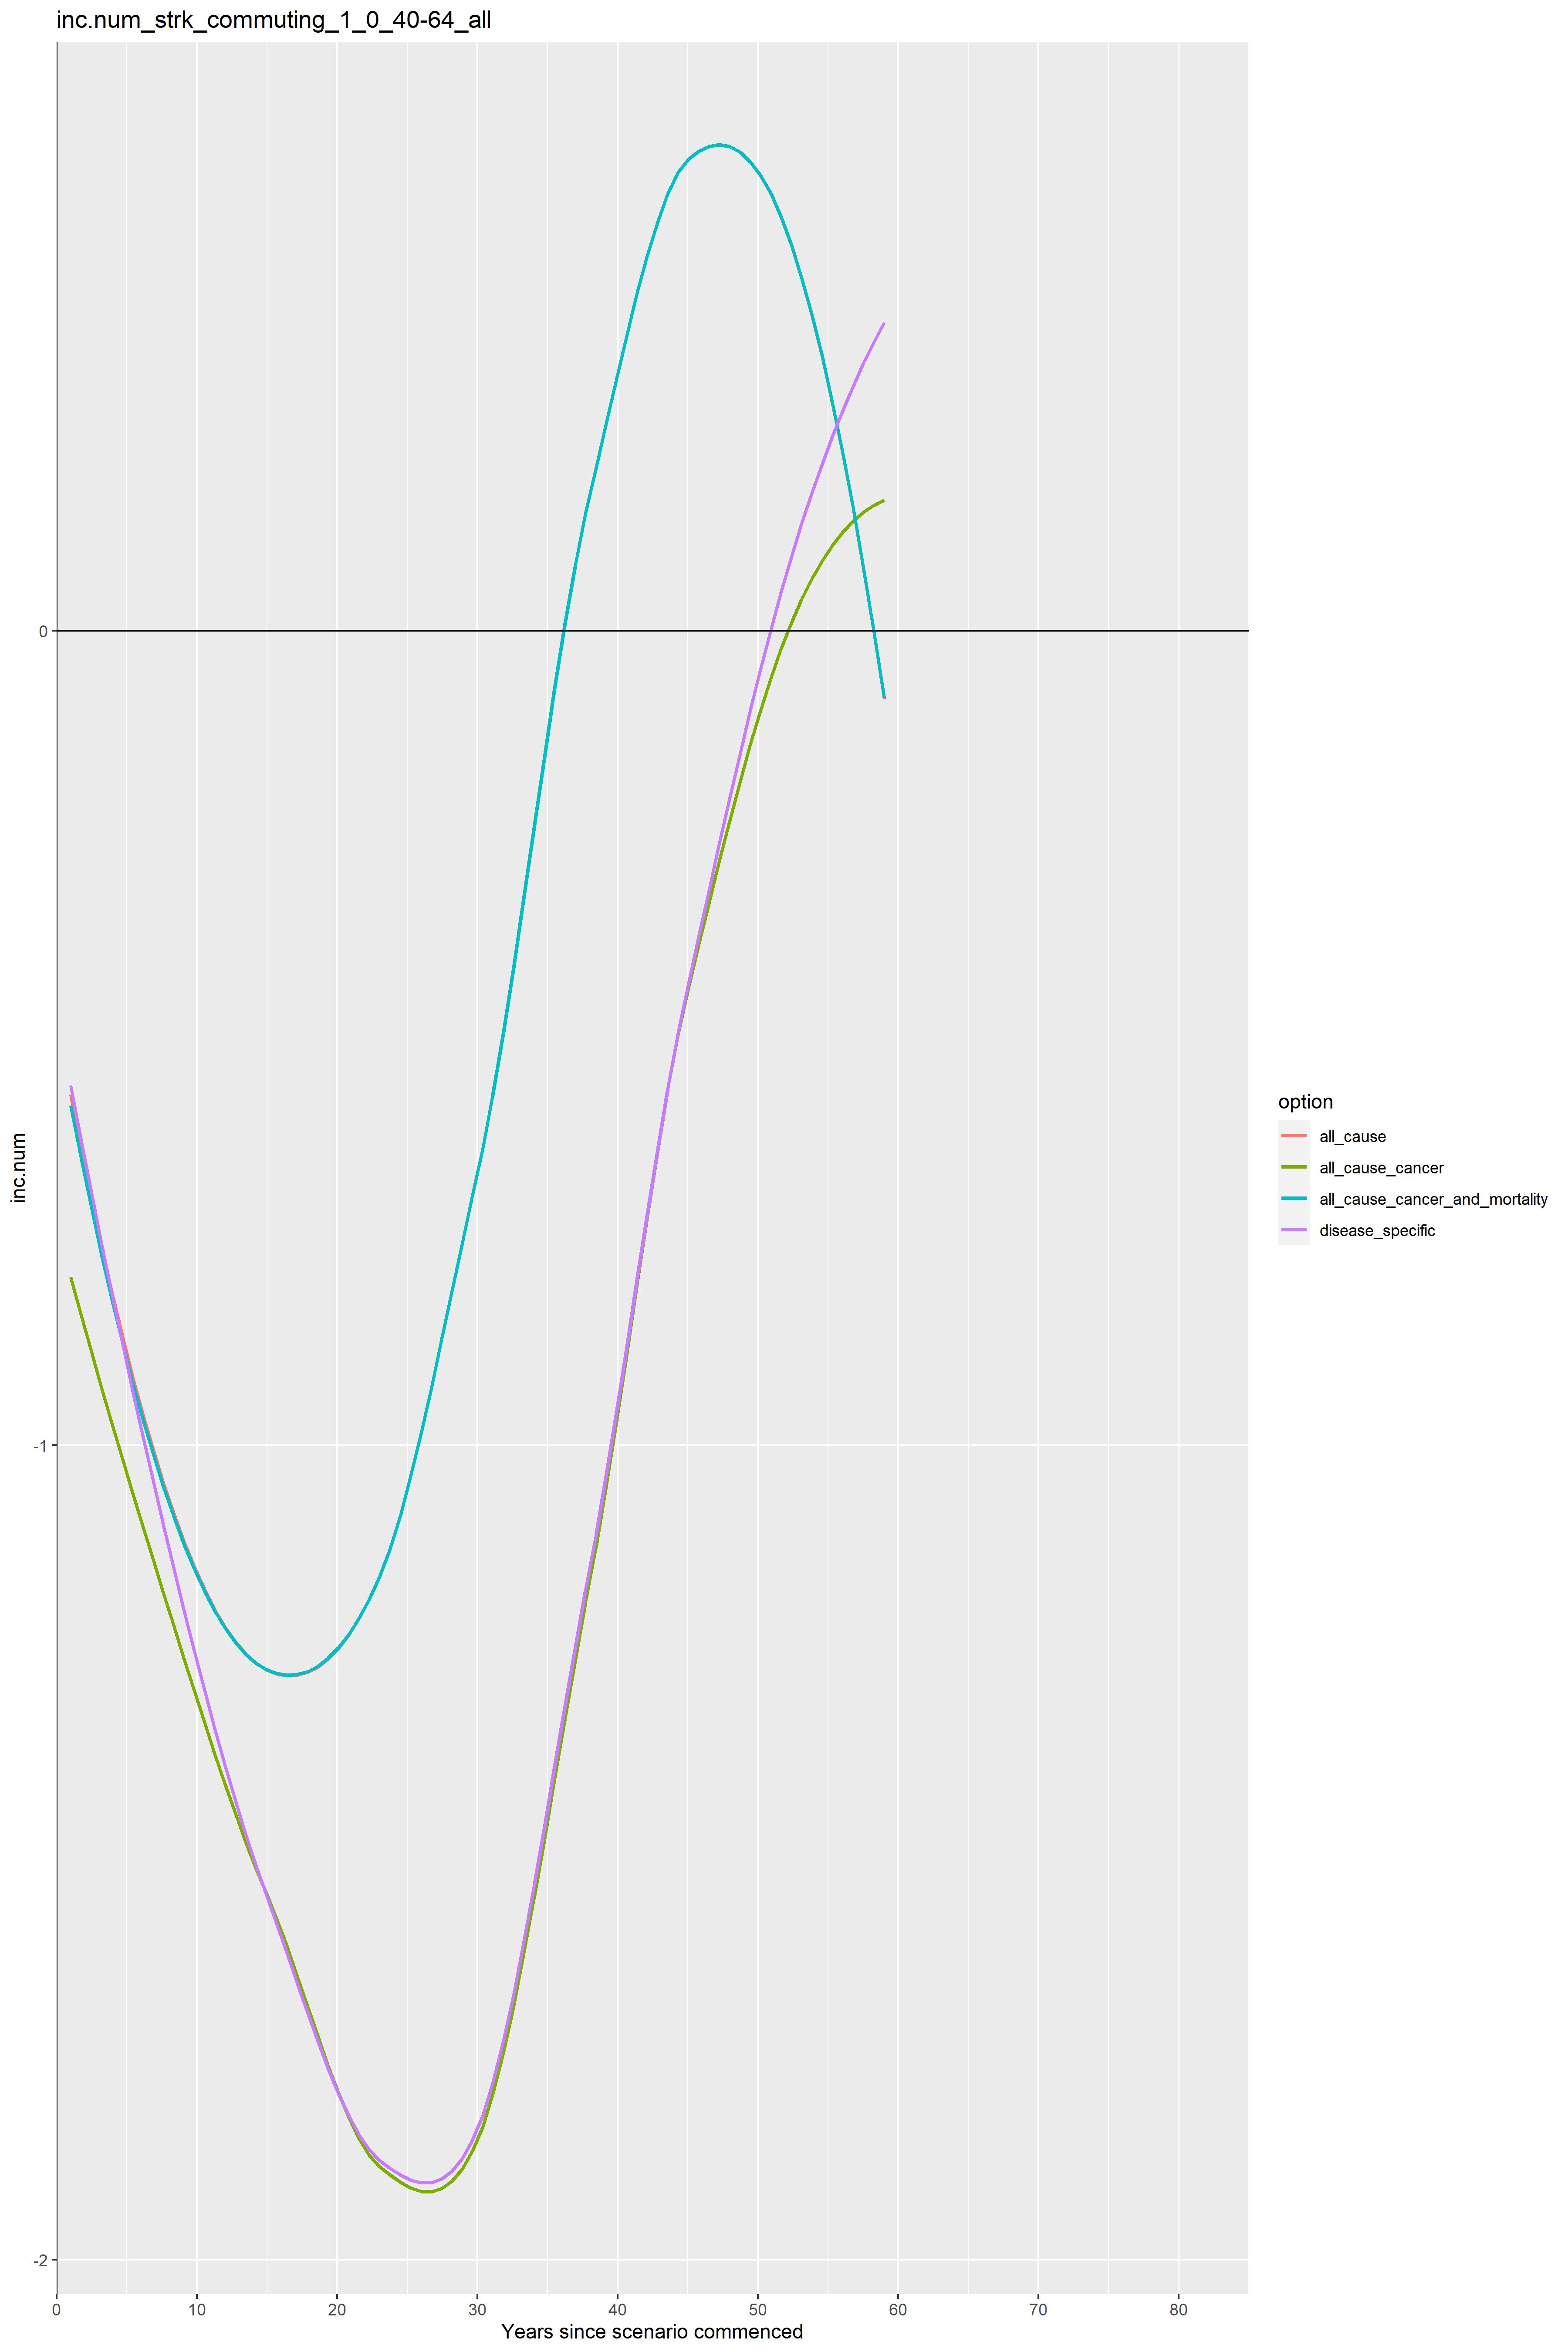 inc.num_strk_commuting_1_0_40-64_all
inc.num
0
-1
-2
0 10 20 30 40 50 60 70 80
Years since scenario commenced
option
all_cause
all_cause_cancer
all_cause_cancer_and_mortality
disease_specific